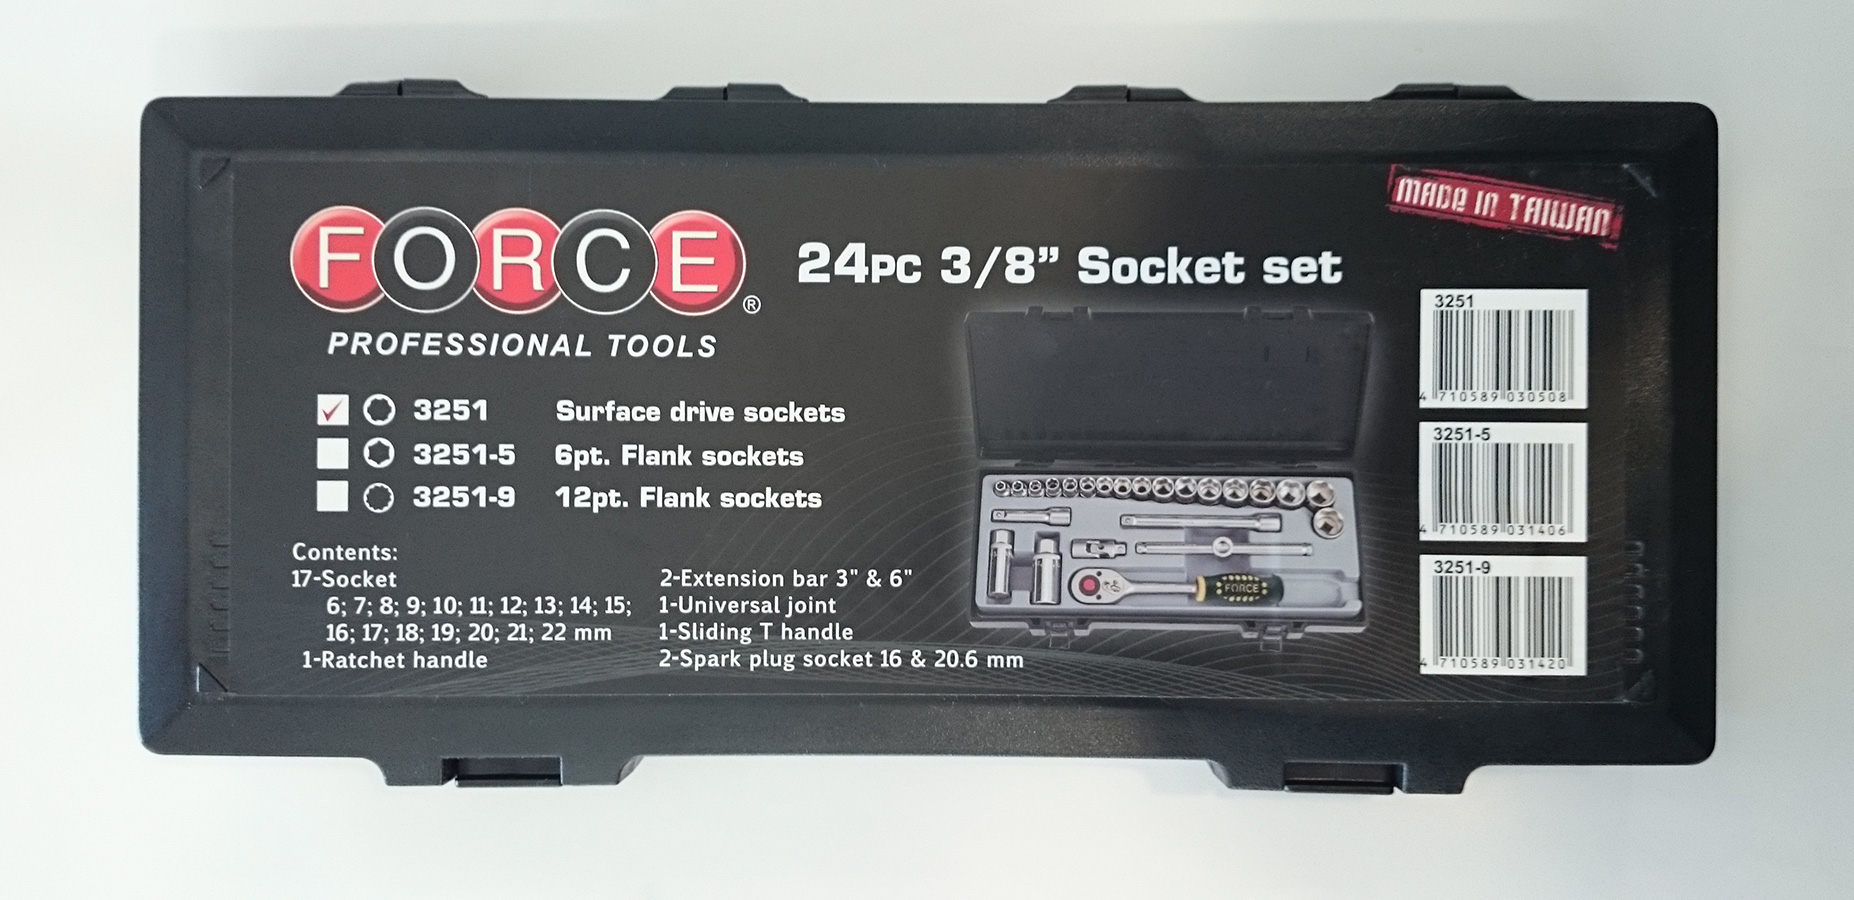 MADE IN TAIWAN
FORCE®
PROFESSIONAL TOOLS
24PC 3/8” Socket set
3251 Surface drive sockets
3251-5 6pt. Flank sockets
3251-9 12pt. Flank sockets
Contents:
17-Socket
6; 7; 8; 9; 10; 11; 12; 13; 14; 15;
16; 17; 18; 19; 20; 21; 22 mm
1-Ratchet handle
2-Extension bar 3" & 6"
1-Universal joint
1-Sliding T handle
2-Spark plug socket 16 & 20.6 mm
FORCE
3251
4 710589 030508
3251-5
4 710589 031406
3251-9
4 710589 031420